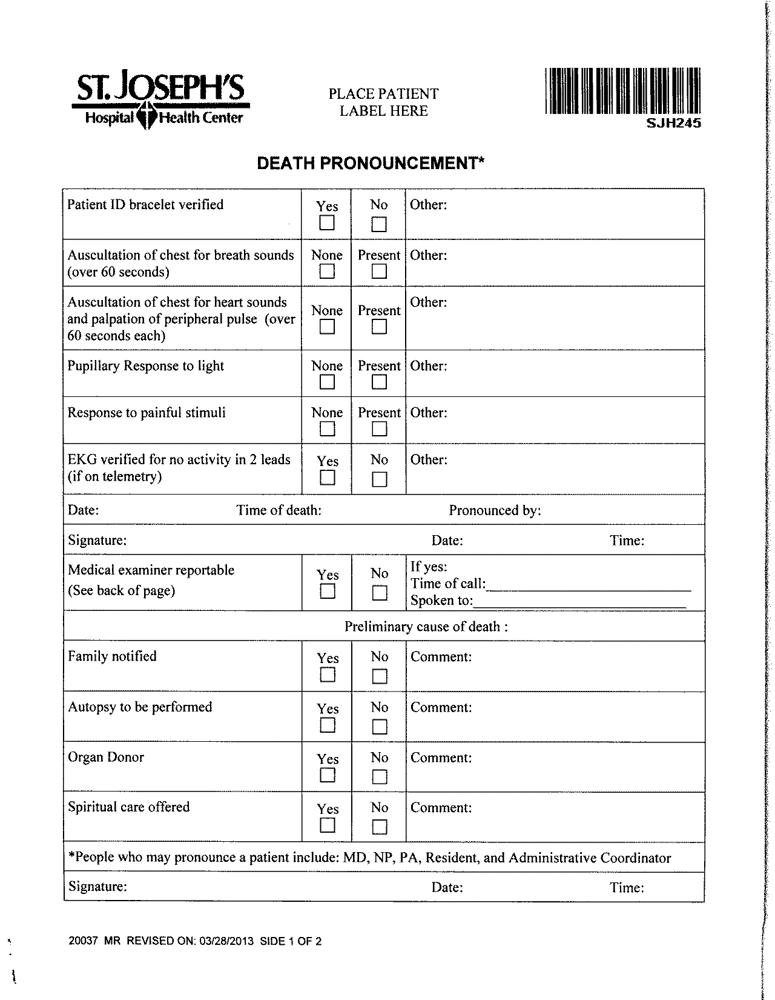 ST. JOSEPH'S
Hospital Health Center
PLACE PATIENT
LABEL HERE
SJH245
DEATH PRONOUNCEMENT*
Patient ID bracelet verified Yes No Other:
Auscultation of chest for breath sounds None Present Other:
(over 60 seconds)
Auscultation of chest for heart sounds Other:
and palpation of peripheral pulse (over None Present
60 seconds each)
Pupillary Response to light None Present Other:
Response to painful stimuli None Present Other:
EKG verified for no activity in 2 leads Yes No Other:
(if on telemetry)
Date: Time of death: Pronounced by:
Signature: Date: Time:
Medical examiner reportable Yes No If yes:
(See back of page) Time of call:
Spoken to:
Preliminary cause of death :
Family notified Yes No Comment:
Autopsy to be performed Yes No Comment:
Organ Donor Yes No Comment:
Spiritual care offered Yes No Comment:
*People who may pronounce a patient include: MD, NP, PA, Resident, and Administrative Coordinator
Signature: Date: Time:
20037 MR REVISED ON: 03/28/2013 SIDE 1 OF 2